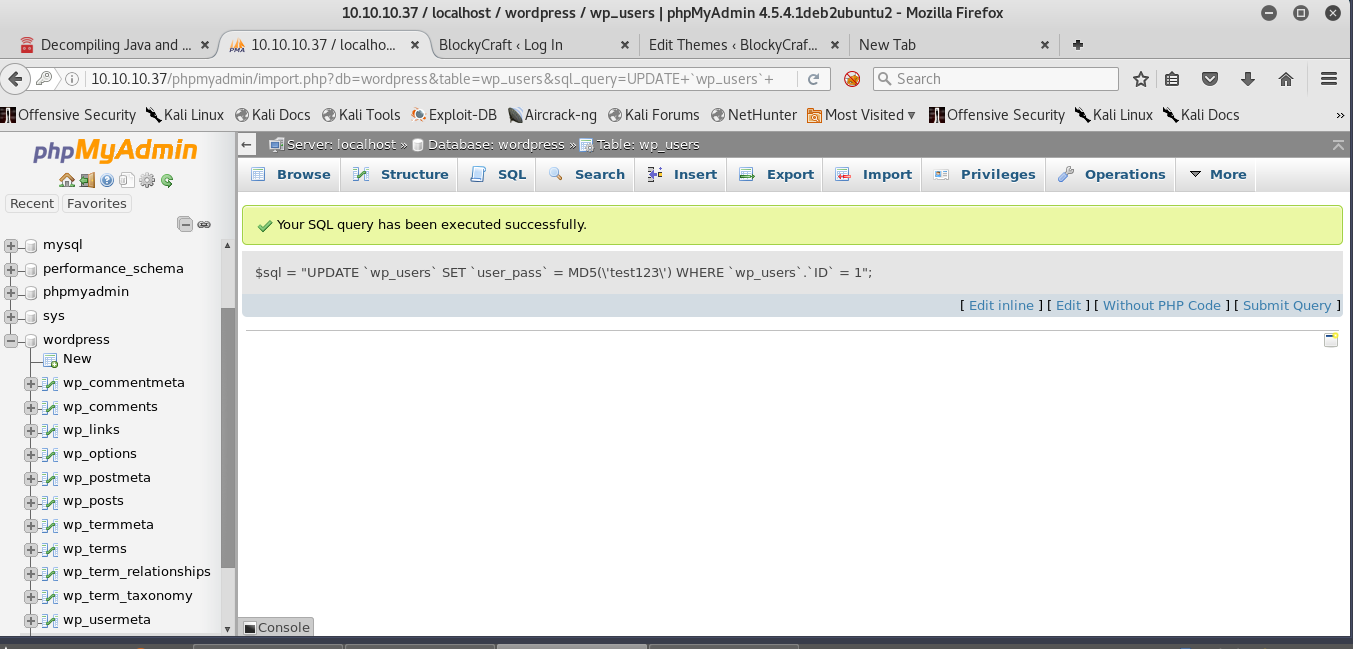 10.10.10.37 / localhost / wordpress / wp_users | phpMyAdmin 4.5.4.1deb2ubuntu2 - Mozilla Firefox
Decompiling Java and ... × PMA 10.10.10.37 / localho... × BlockyCraft ‹ Log In × Edit Themes ‹ BlockyCraf... × New Tab ×
10.10.10.37/phpmyadmin/import.php?db=wordpress&table=wp_users&sql_query=UPDATE+`wp_users`+ Search
Offensive Security Kali Linux Kali Docs Kali Tools Exploit-DB Aircrack-ng Kali Forums NetHunter Most Visited Offensive Security Kali Linux Kali Docs »
phpMyAdmin
Recent Favorites
mysql
performance_schema
phpmyadmin
sys
wordpress
New
wp_commentmeta
wp_comments
wp_links
wp_options
wp_postmeta
wp_posts
wp_termmeta
wp_terms
wp_term_relationships
wp_term_taxonomy
wp_usermeta
Server: localhost » Database: wordpress » Table: wp_users
Browse Structure SQL Search Insert Export Import Privileges Operations More
Your SQL query has been executed successfully.
$sql = "UPDATE `wp_users` SET `user_pass` = MD5(\'test123\') WHERE `wp_users`.`ID` = 1";
[ Edit inline ] [ Edit ] [ Without PHP Code ] [ Submit Query ]
Console